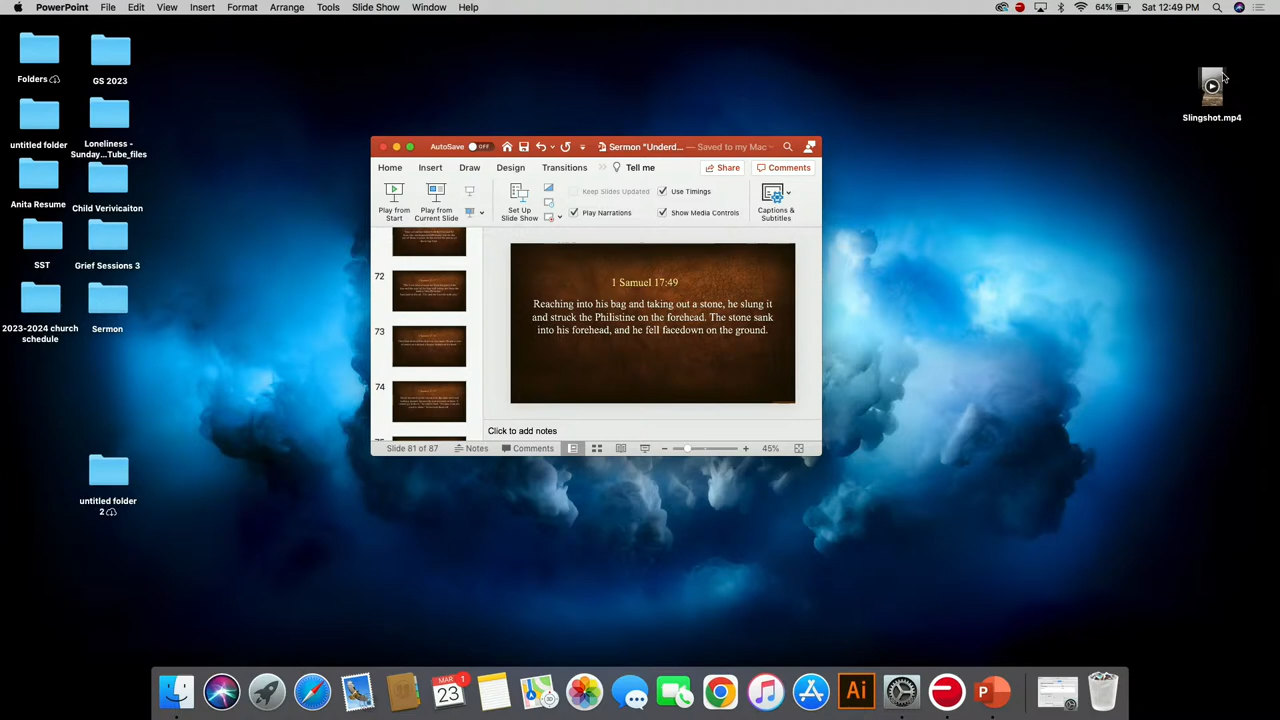 PowerPoint File Edit View Insert Format Arrange Tools Slide Show Window Help
64% Sat 12:49 PM
Folders
GS 2023
untitled folder
Loneliness -
Sunday...Tube_files
Anita Resume
Child Verivicaiton
SST
Grief Sessions 3
2023-2024 church
schedule
Sermon
untitled folder
2
Slingshot.mp4
AutoSave OFF
Sermon "Underd... — Saved to my Mac
Home Insert Draw Design Transitions Tell me Share Comments
Play from
Start
Play from
Current Slide
Set Up
Slide Show
Keep Slides Updated
Use Timings
Play Narrations
Show Media Controls
Captions &
Subtitles
72
73
74
1 Samuel 17:49
Reaching into his bag and taking out a stone, he slung it
and struck the Philistine on the forehead. The stone sank
into his forehead, and he fell facedown on the ground.
Click to add notes
Slide 81 of 87 Notes Comments 45%
MAR
23
1
Ai
P